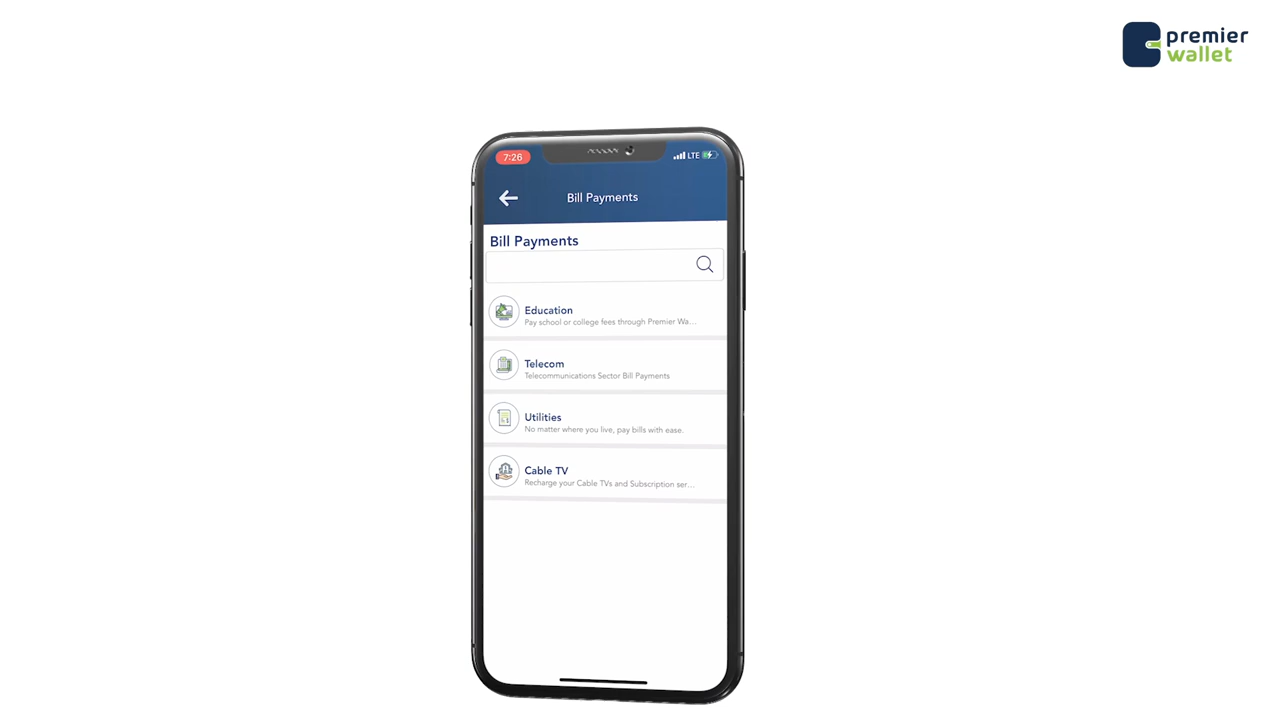 premier
wallet
7:26
LTE
Bill Payments
Bill Payments
Education
Pay school or college fees through Premier Wa...
Telecom
Telecommunications Sector Bill Payments
Utilities
No matter where you live, pay bills with ease.
Cable TV
Recharge your Cable TVs and Subscription ser...